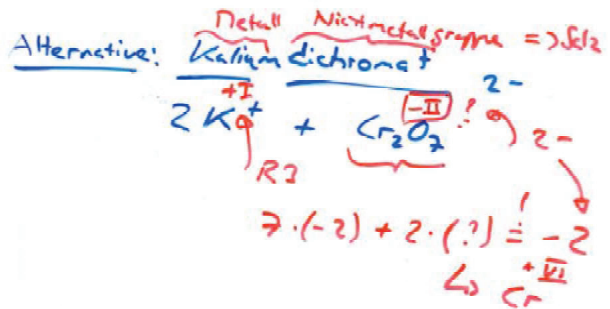 Metall Nichtmetallgruppe => Salz
Alternative: Kaliumdichromat
+I -II ? 2-
2 K⁺ + Cr₂O₇ 2-
R3
7·(-2) + 2·(?) != -2
↳ Cr +VI